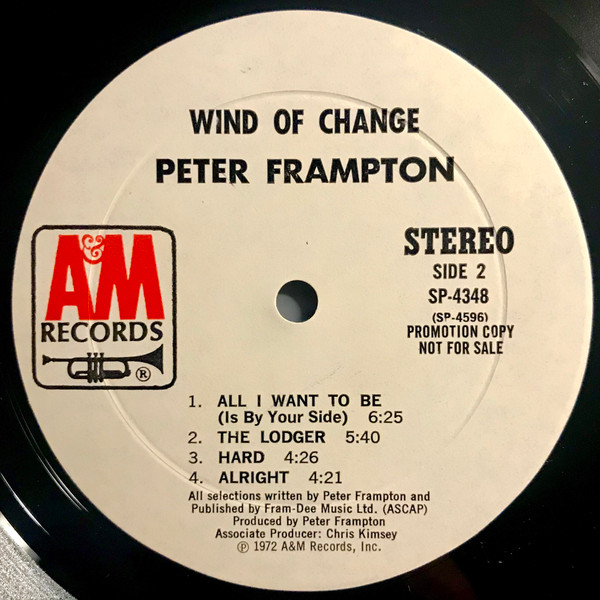 WIND OF CHANGE
PETER FRAMPTON
A&M
RECORDS
®
STEREO
SIDE 2
SP-4348
(SP-4596)
PROMOTION COPY
NOT FOR SALE
1. ALL I WANT TO BE
(Is By Your Side) 6:25
2. THE LODGER 5:40
3. HARD 4:26
4. ALRIGHT 4:21
All selections written by Peter Frampton and
Published by Fram-Dee Music Ltd. (ASCAP)
Produced by Peter Frampton
Associate Producer: Chris Kimsey
℗ 1972 A&M Records, Inc.